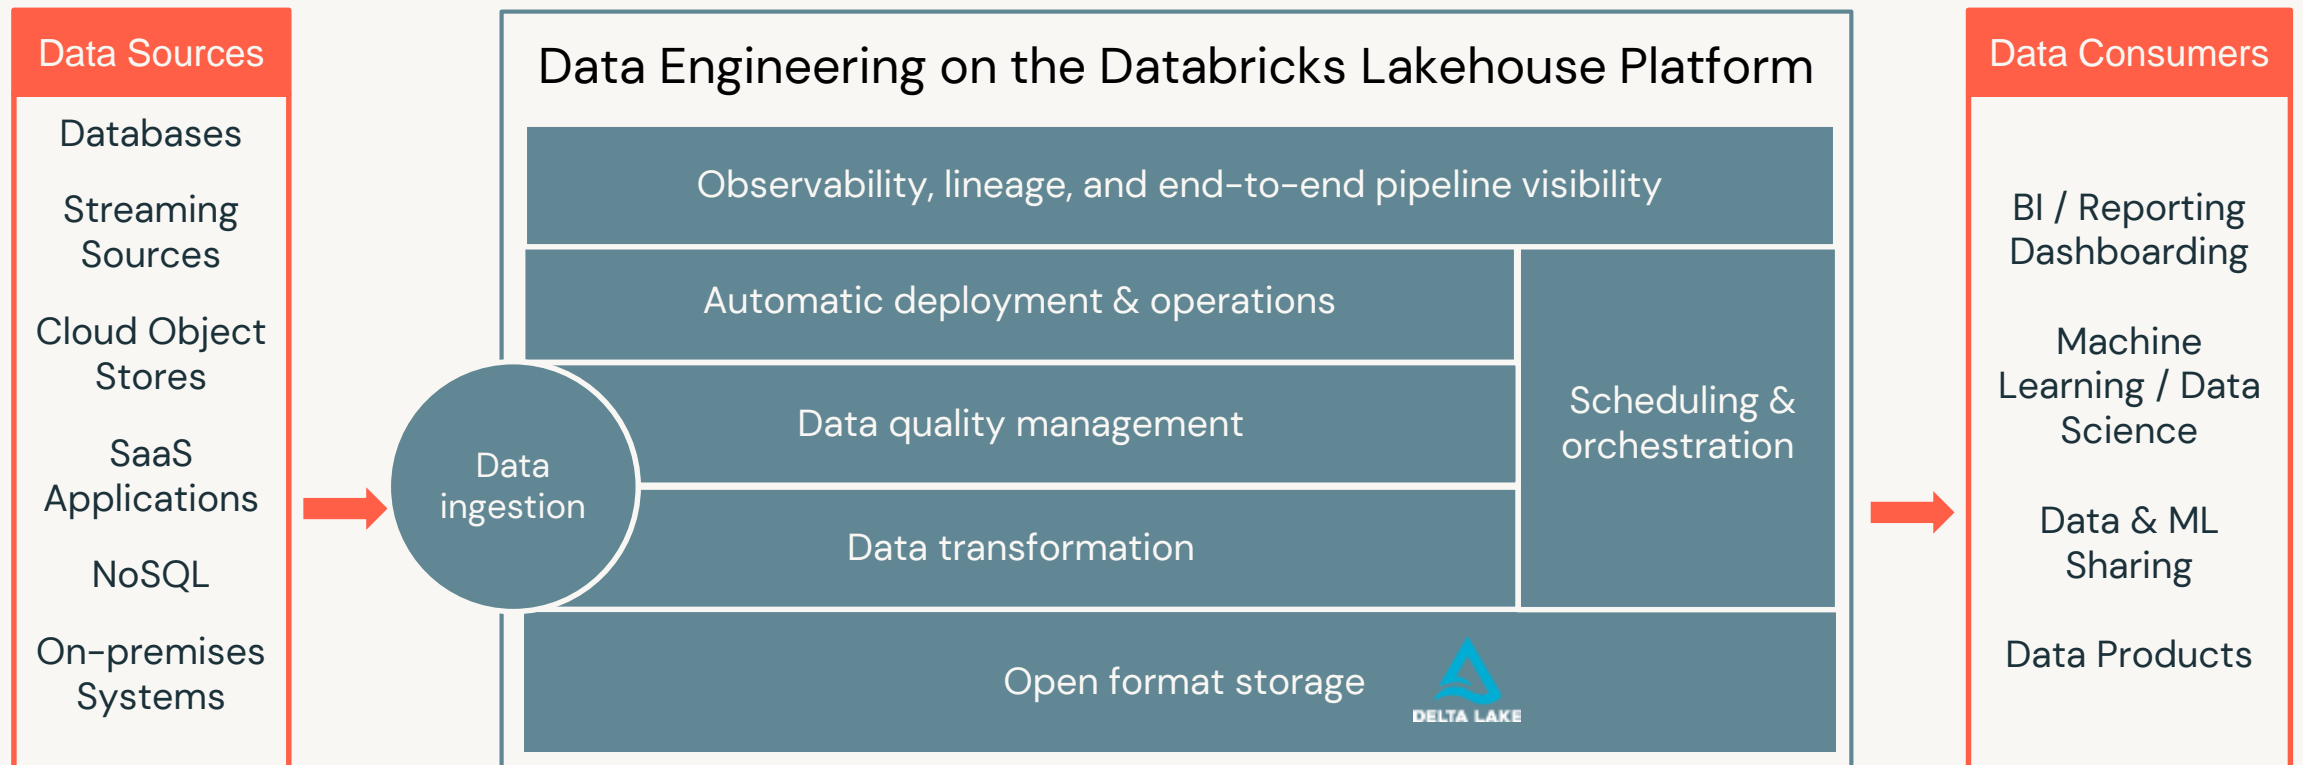 Data Sources
Databases
Streaming
Sources
Cloud Object
Stores
SaaS
Applications
NoSQL
On-premises
Systems
Data Engineering on the Databricks Lakehouse Platform
Observability, lineage, and end-to-end pipeline visibility
Automatic deployment & operations
Data quality management
Data transformation
Data
ingestion
Scheduling &
orchestration
Open format storage
DELTA LAKE
Data Consumers
BI / Reporting
Dashboarding
Machine
Learning / Data
Science
Data & ML
Sharing
Data Products